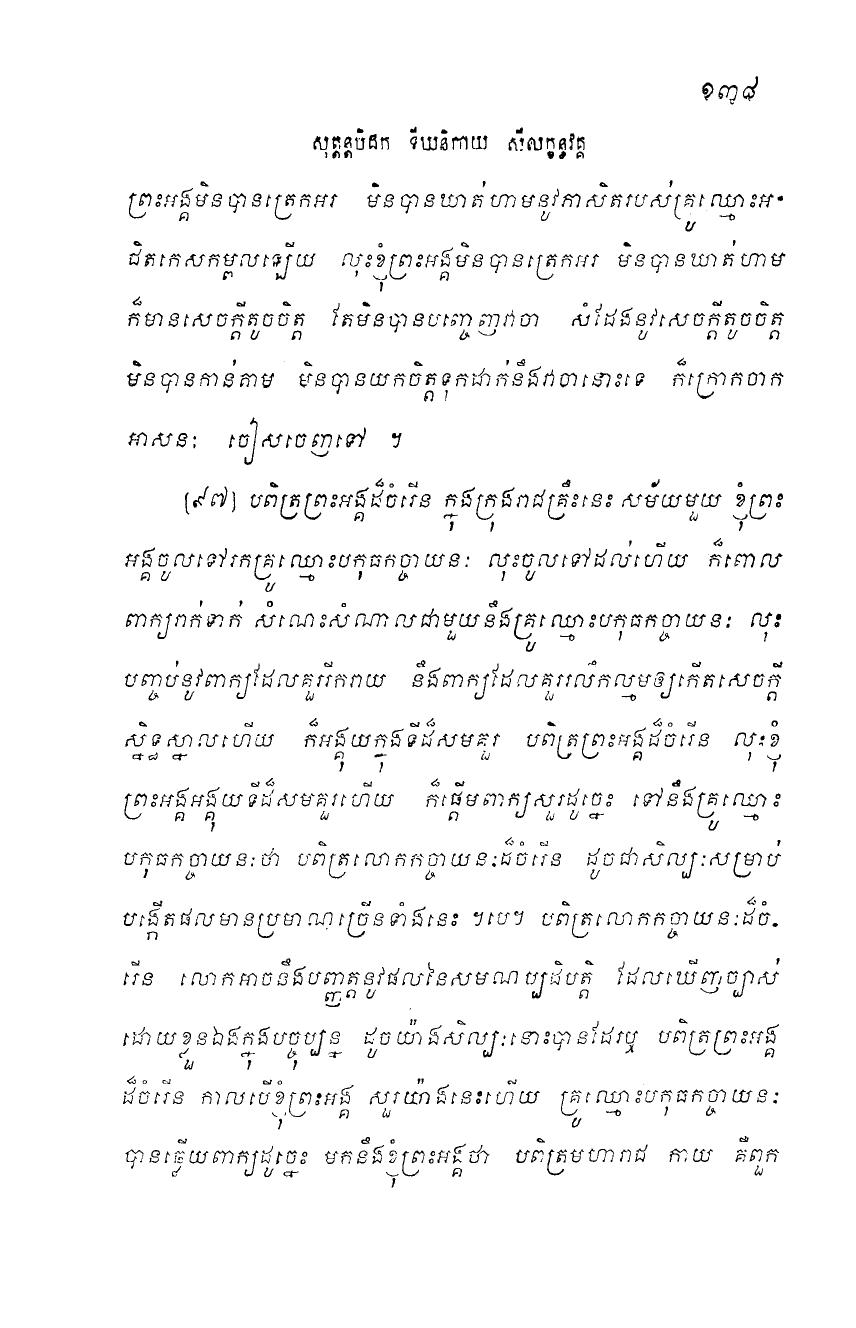 ១៣៨
សុត្តន្តបិដក ទីឃនិកាយ សីលក្ខន្ធវគ្គ
ព្រះអង្គមិនបានត្រេកអរ មិនបានឃាត់ហាមនូវភាសិតរបស់គ្រូឈ្មោះអ-
ជិតកេសកម្ពលឡើយ លុះខ្ញុំព្រះអង្គមិនបានត្រេកអរ មិនបានឃាត់ហាម
ក៏មានសេចក្តីតូចចិត្ត តែមិនបានបញ្ចេញវាចា សំដែងនូវសេចក្តីតូចចិត្ត
មិនបានកាន់តាម មិនបានយកចិត្តទុកដាក់នឹងវាចានោះទេ ក៏ក្រោកចាក
អាសនៈ ចៀសចេញទៅ ។
[៩៧] បពិត្រព្រះអង្គដ៏ចំរើន ក្នុងក្រុងរាជគ្រឹះនេះ សម័យមួយ ខ្ញុំព្រះ
អង្គចូលទៅរកគ្រូឈ្មោះបកុធកច្ចាយនៈ លុះចូលទៅដល់ហើយ ក៏ពោល
ពាក្យរាក់ទាក់ សំណេះសំណាលជាមួយនឹងគ្រូឈ្មោះបកុធកច្ចាយនៈ លុះ
បញ្ចប់នូវពាក្យដែលគួររីករាយ នឹងពាក្យដែលគួររលឹកល្មមឲ្យកើតសេចក្តី
ស្និទ្ធស្នាលហើយ ក៏អង្គុយក្នុងទីដ៏សមគួរ បពិត្រព្រះអង្គដ៏ចំរើន លុះខ្ញុំ
ព្រះអង្គអង្គុយទីដ៏សមគួរហើយ ក៏ផ្តើមពាក្យសួរដូច្នេះ ទៅនឹងគ្រូឈ្មោះ
បកុធកច្ចាយនៈថា បពិត្រលោកកច្ចាយនៈដ៏ចំរើន ដូចជាសិល្បៈសម្រាប់
បង្កើតផលមានប្រមាណច្រើនទាំងនេះ ។បេ។ បពិត្រលោកកច្ចាយនៈដ៏ចំ-
រើន លោកអាចនឹងបញ្ញត្តនូវផលនៃសមណប្បដិបត្តិ ដែលឃើញច្បាស់
ដោយខ្លួនឯងក្នុងបច្ចុប្បន្ន ដូចយ៉ាងសិល្បៈនោះបានដែរឬ បពិត្រព្រះអង្គ
ដ៏ចំរើន កាលបើខ្ញុំព្រះអង្គ សួរយ៉ាងនេះហើយ គ្រូឈ្មោះបកុធកច្ចាយនៈ
បានឆ្លើយពាក្យដូច្នេះ មកនឹងខ្ញុំព្រះអង្គថា បពិត្រមហារាជ កាយ គឺពួក